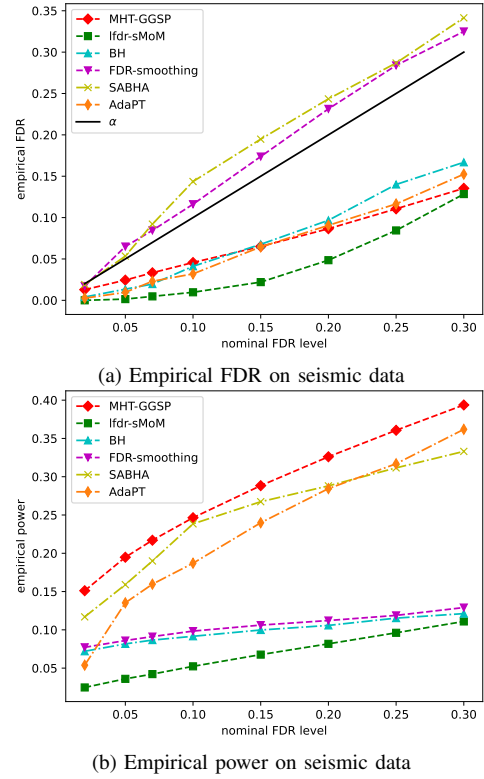 0.35
0.30
0.25
0.20
0.15
0.10
0.05
0.00
empirical FDR
MHT-GGSP
lfdr-sMoM
BH
FDR-smoothing
SABHA
AdaPT
α
0.05 0.10 0.15 0.20 0.25 0.30
nominal FDR level
(a) Empirical FDR on seismic data
0.40
0.35
0.30
0.25
0.20
0.15
0.10
0.05
empirical power
MHT-GGSP
lfdr-sMoM
BH
FDR-smoothing
SABHA
AdaPT
0.05 0.10 0.15 0.20 0.25 0.30
nominal FDR level
(b) Empirical power on seismic data